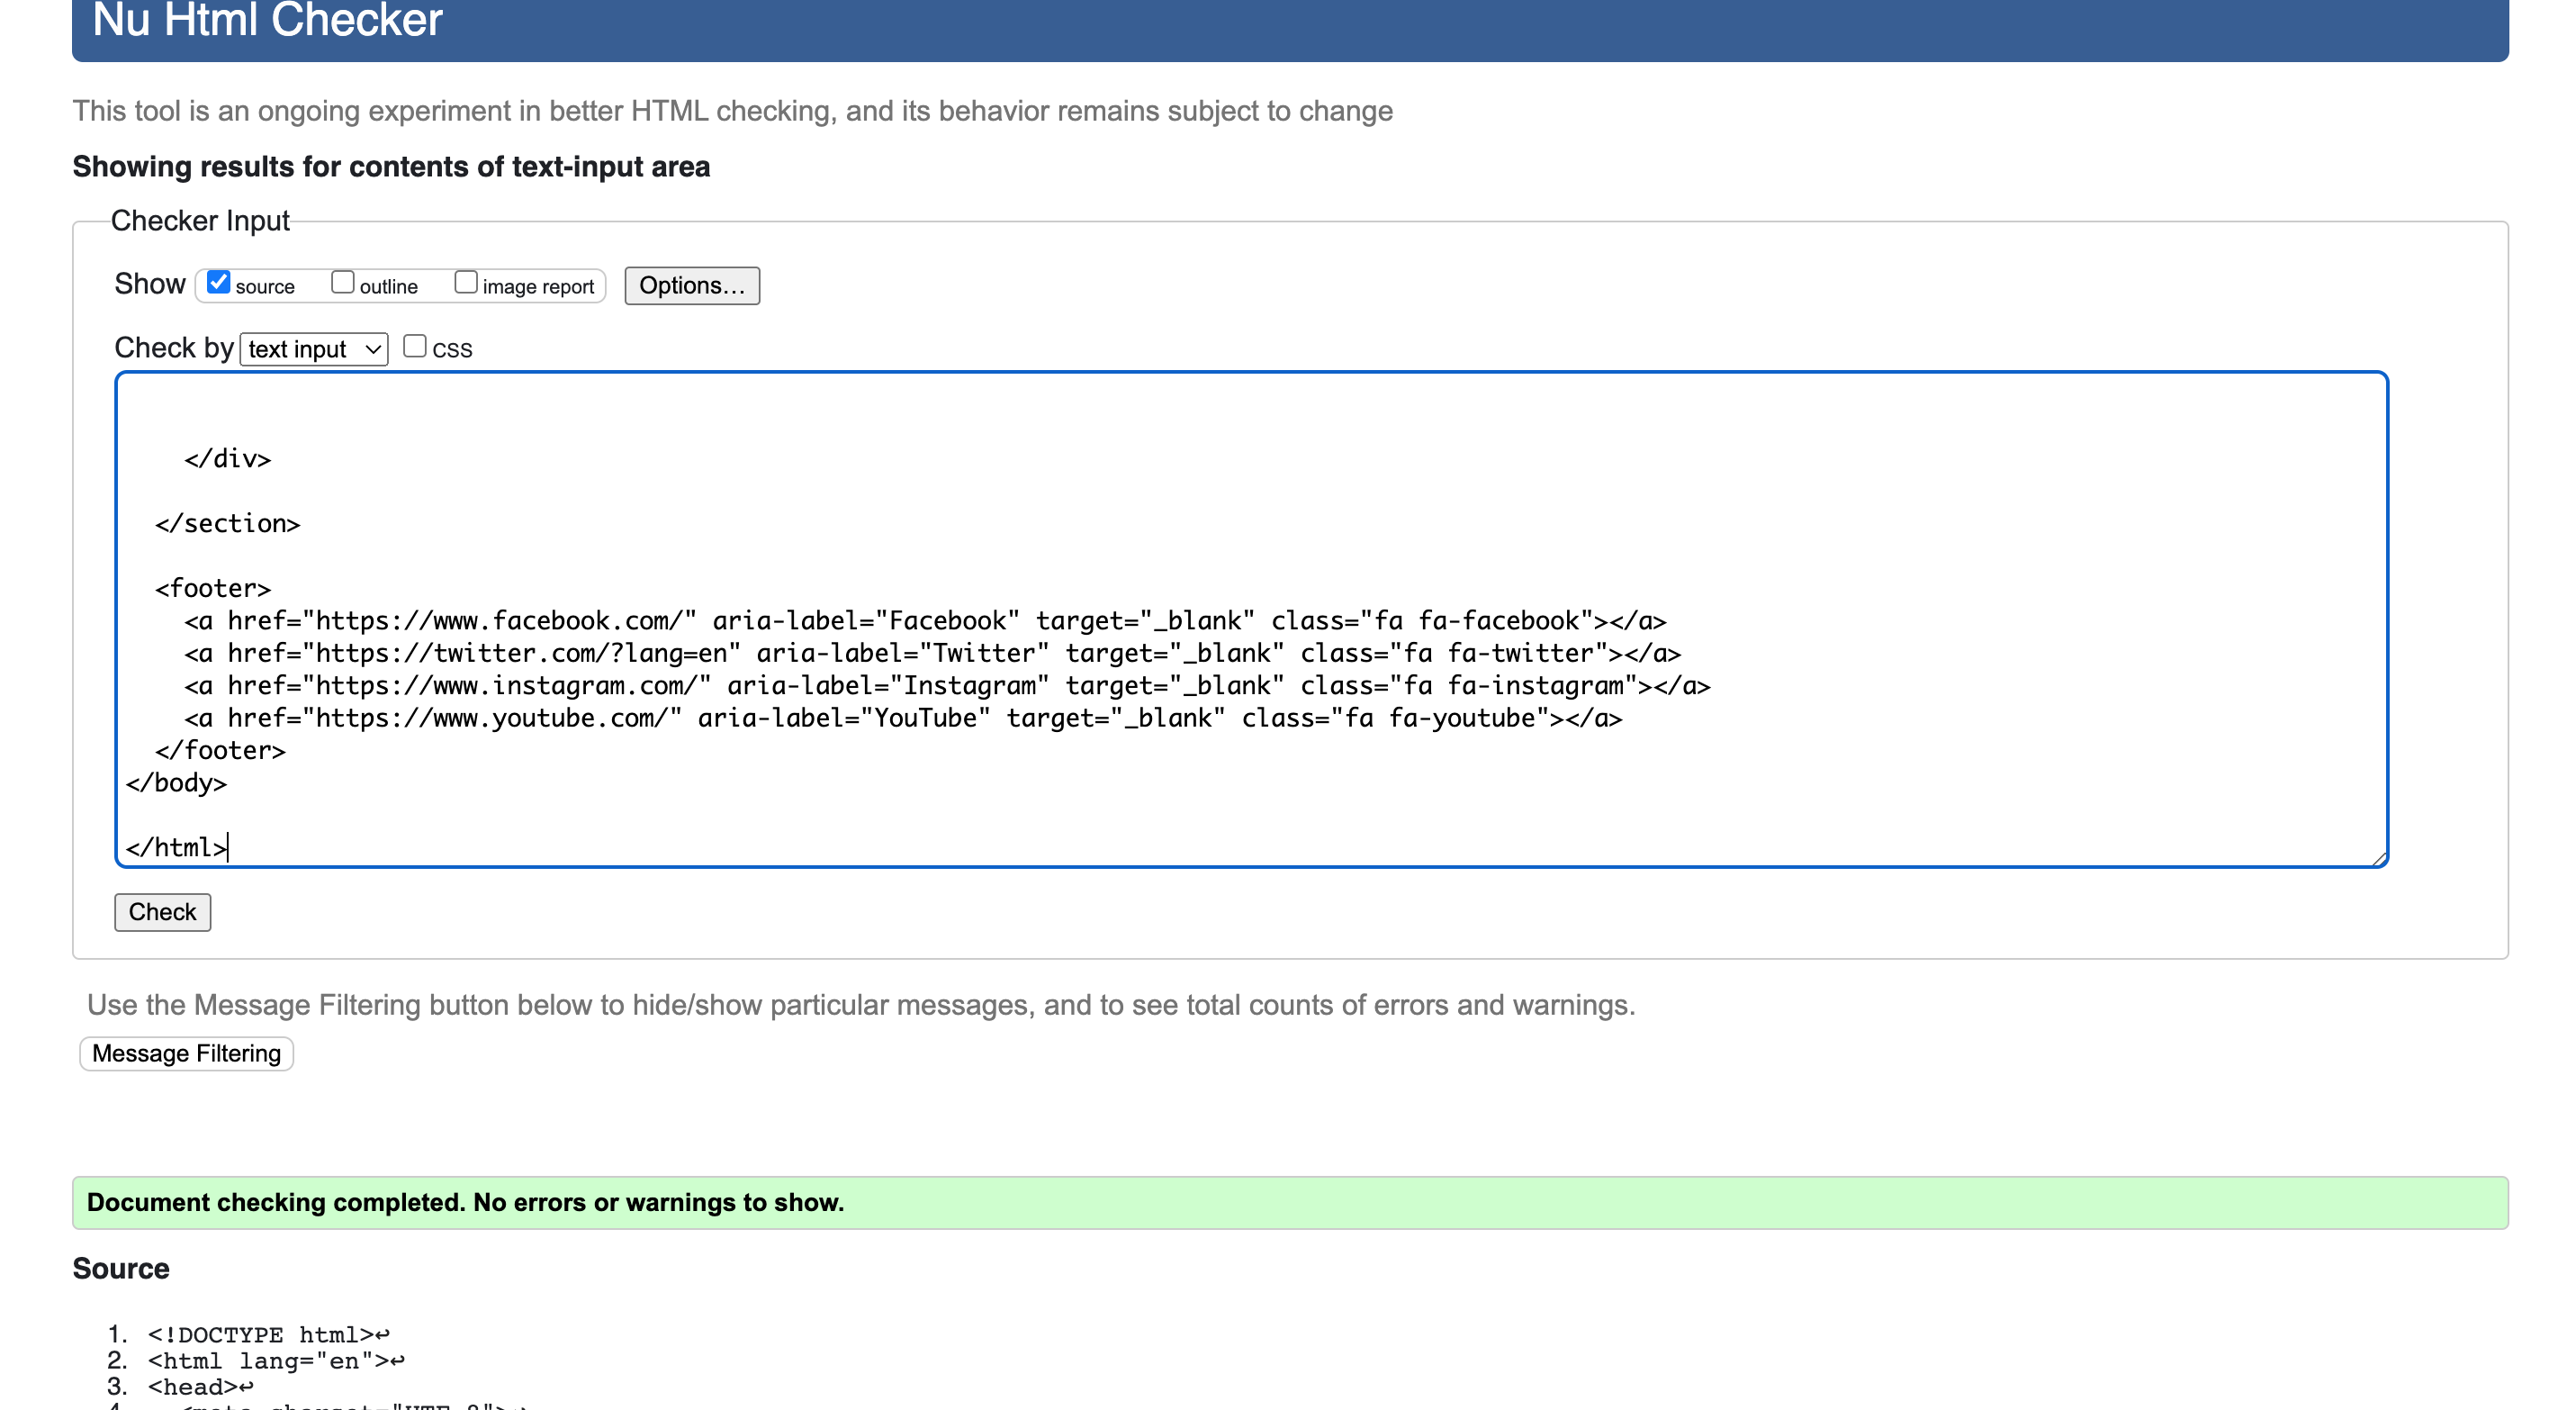 Nu Html Checker
This tool is an ongoing experiment in better HTML checking, and its behavior remains subject to change
Showing results for contents of text-input area
Checker Input
Show source outline image report Options...
Check by text input CSS
</div>
</section>
<footer>
<a href="https://www.facebook.com/" aria-label="Facebook" target="_blank" class="fa fa-facebook"></a>
<a href="https://twitter.com/?lang=en" aria-label="Twitter" target="_blank" class="fa fa-twitter"></a>
<a href="https://www.instagram.com/" aria-label="Instagram" target="_blank" class="fa fa-instagram"></a>
<a href="https://www.youtube.com/" aria-label="YouTube" target="_blank" class="fa fa-youtube"></a>
</footer>
</body>
</html>
Check
Use the Message Filtering button below to hide/show particular messages, and to see total counts of errors and warnings.
Message Filtering
Document checking completed. No errors or warnings to show.
Source
1. <!DOCTYPE html>↩
2. <html lang="en">↩
3. <head>↩
4. <meta charset="UTF-8">↩